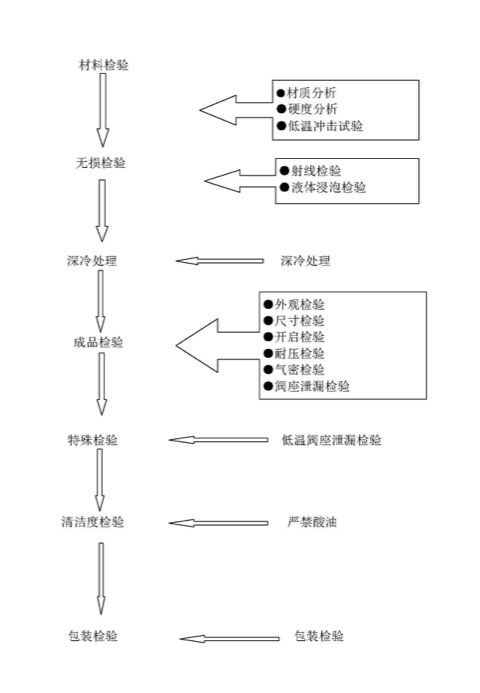 材料检验
●材质分析
●硬度分析
●低温冲击试验
无损检验
●射线检验
●液体浸泡检验
深冷处理
深冷处理
●外观检验
●尺寸检验
●开启检验
●耐压检验
●气密检验
●阀座泄漏检验
成品检验
特殊检验
低温阀座泄漏检验
清洁度检验
严禁酸油
包装检验
包装检验